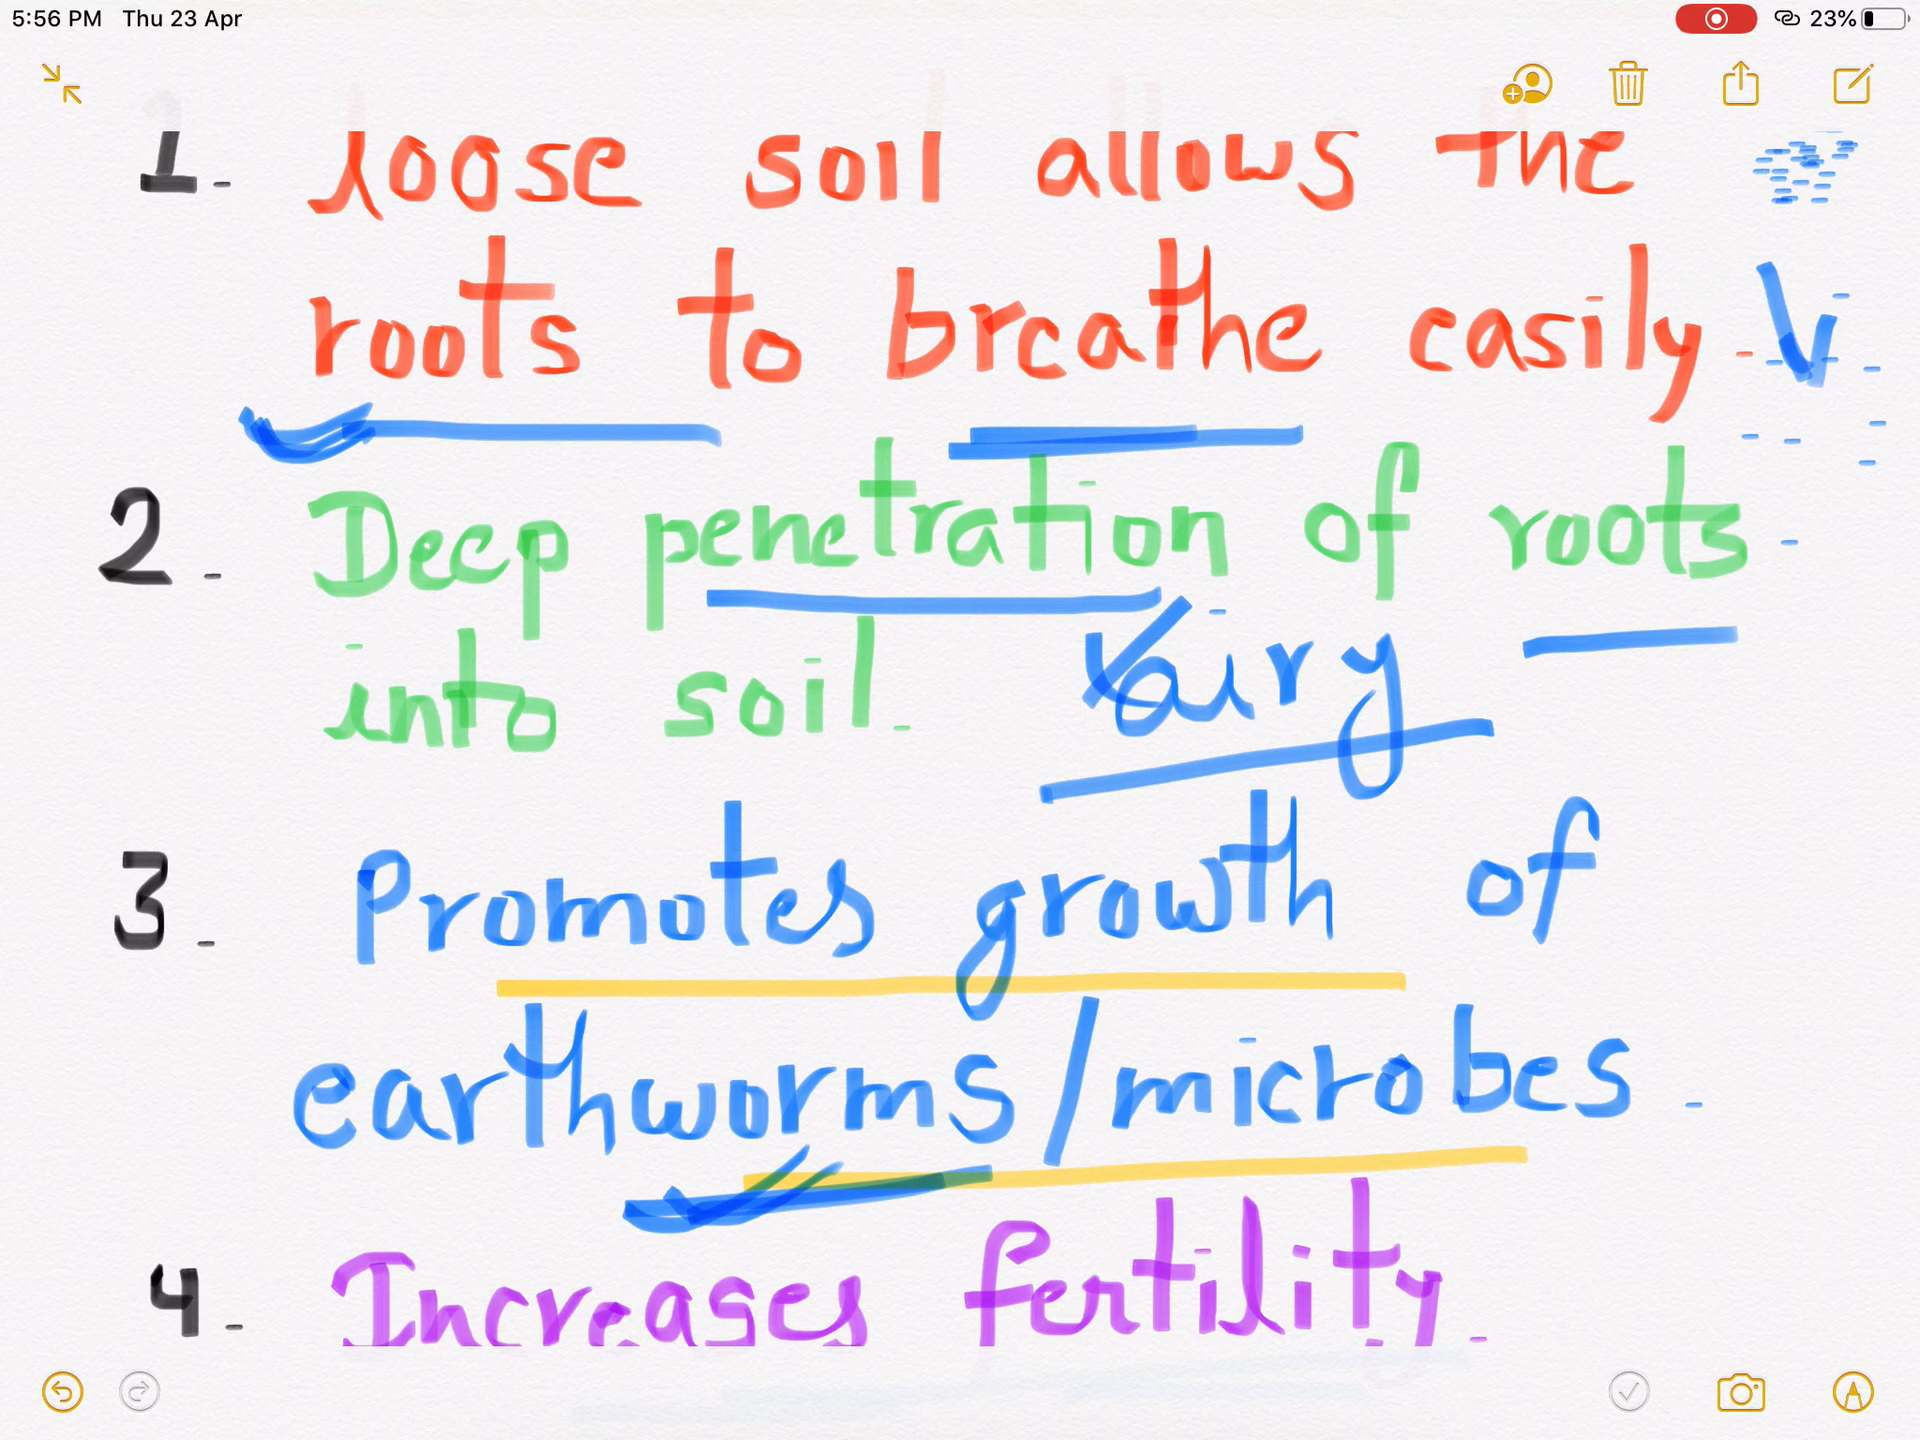 5:56 PM Thu 23 Apr
23%
1. loose soil allows the
roots to breathe easily.
2. Deep penetration of roots
into soil. airy
3. Promotes growth of
earthworms/microbes.
4. Increases fertility.